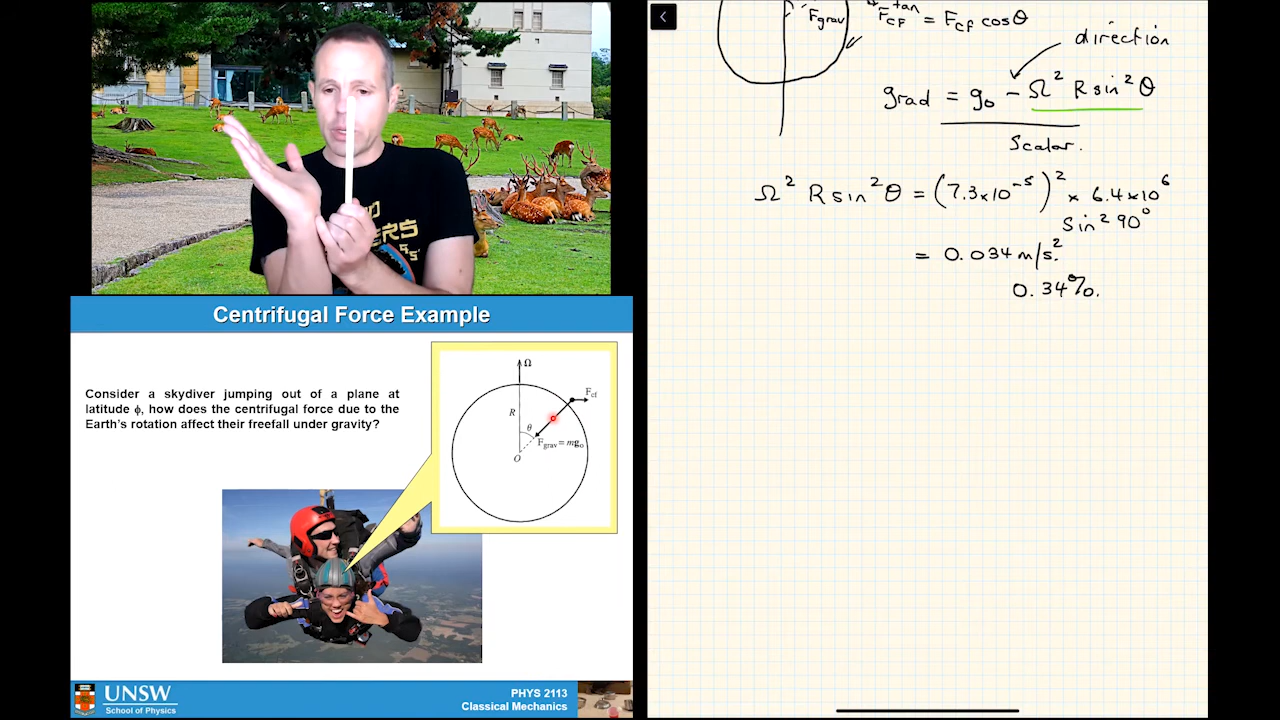 Centrifugal Force Example
Consider a skydiver jumping out of a plane at
latitude ϕ, how does the centrifugal force due to the
Earth's rotation affect their freefall under gravity?
Ω
F_cf
R
θ
F_grav = mg₀
O
UNSW
School of Physics
PHYS 2113
Classical Mechanics
F_grav
F_CF^tan = F_cf cosθ
direction
g_rad = g₀ − Ω² R sin²θ
Scalar.
Ω² R sin²θ = (7.3×10⁻⁵)² × 6.4×10⁶
Sin² 90°
= 0.034 m/s².
0.34%.